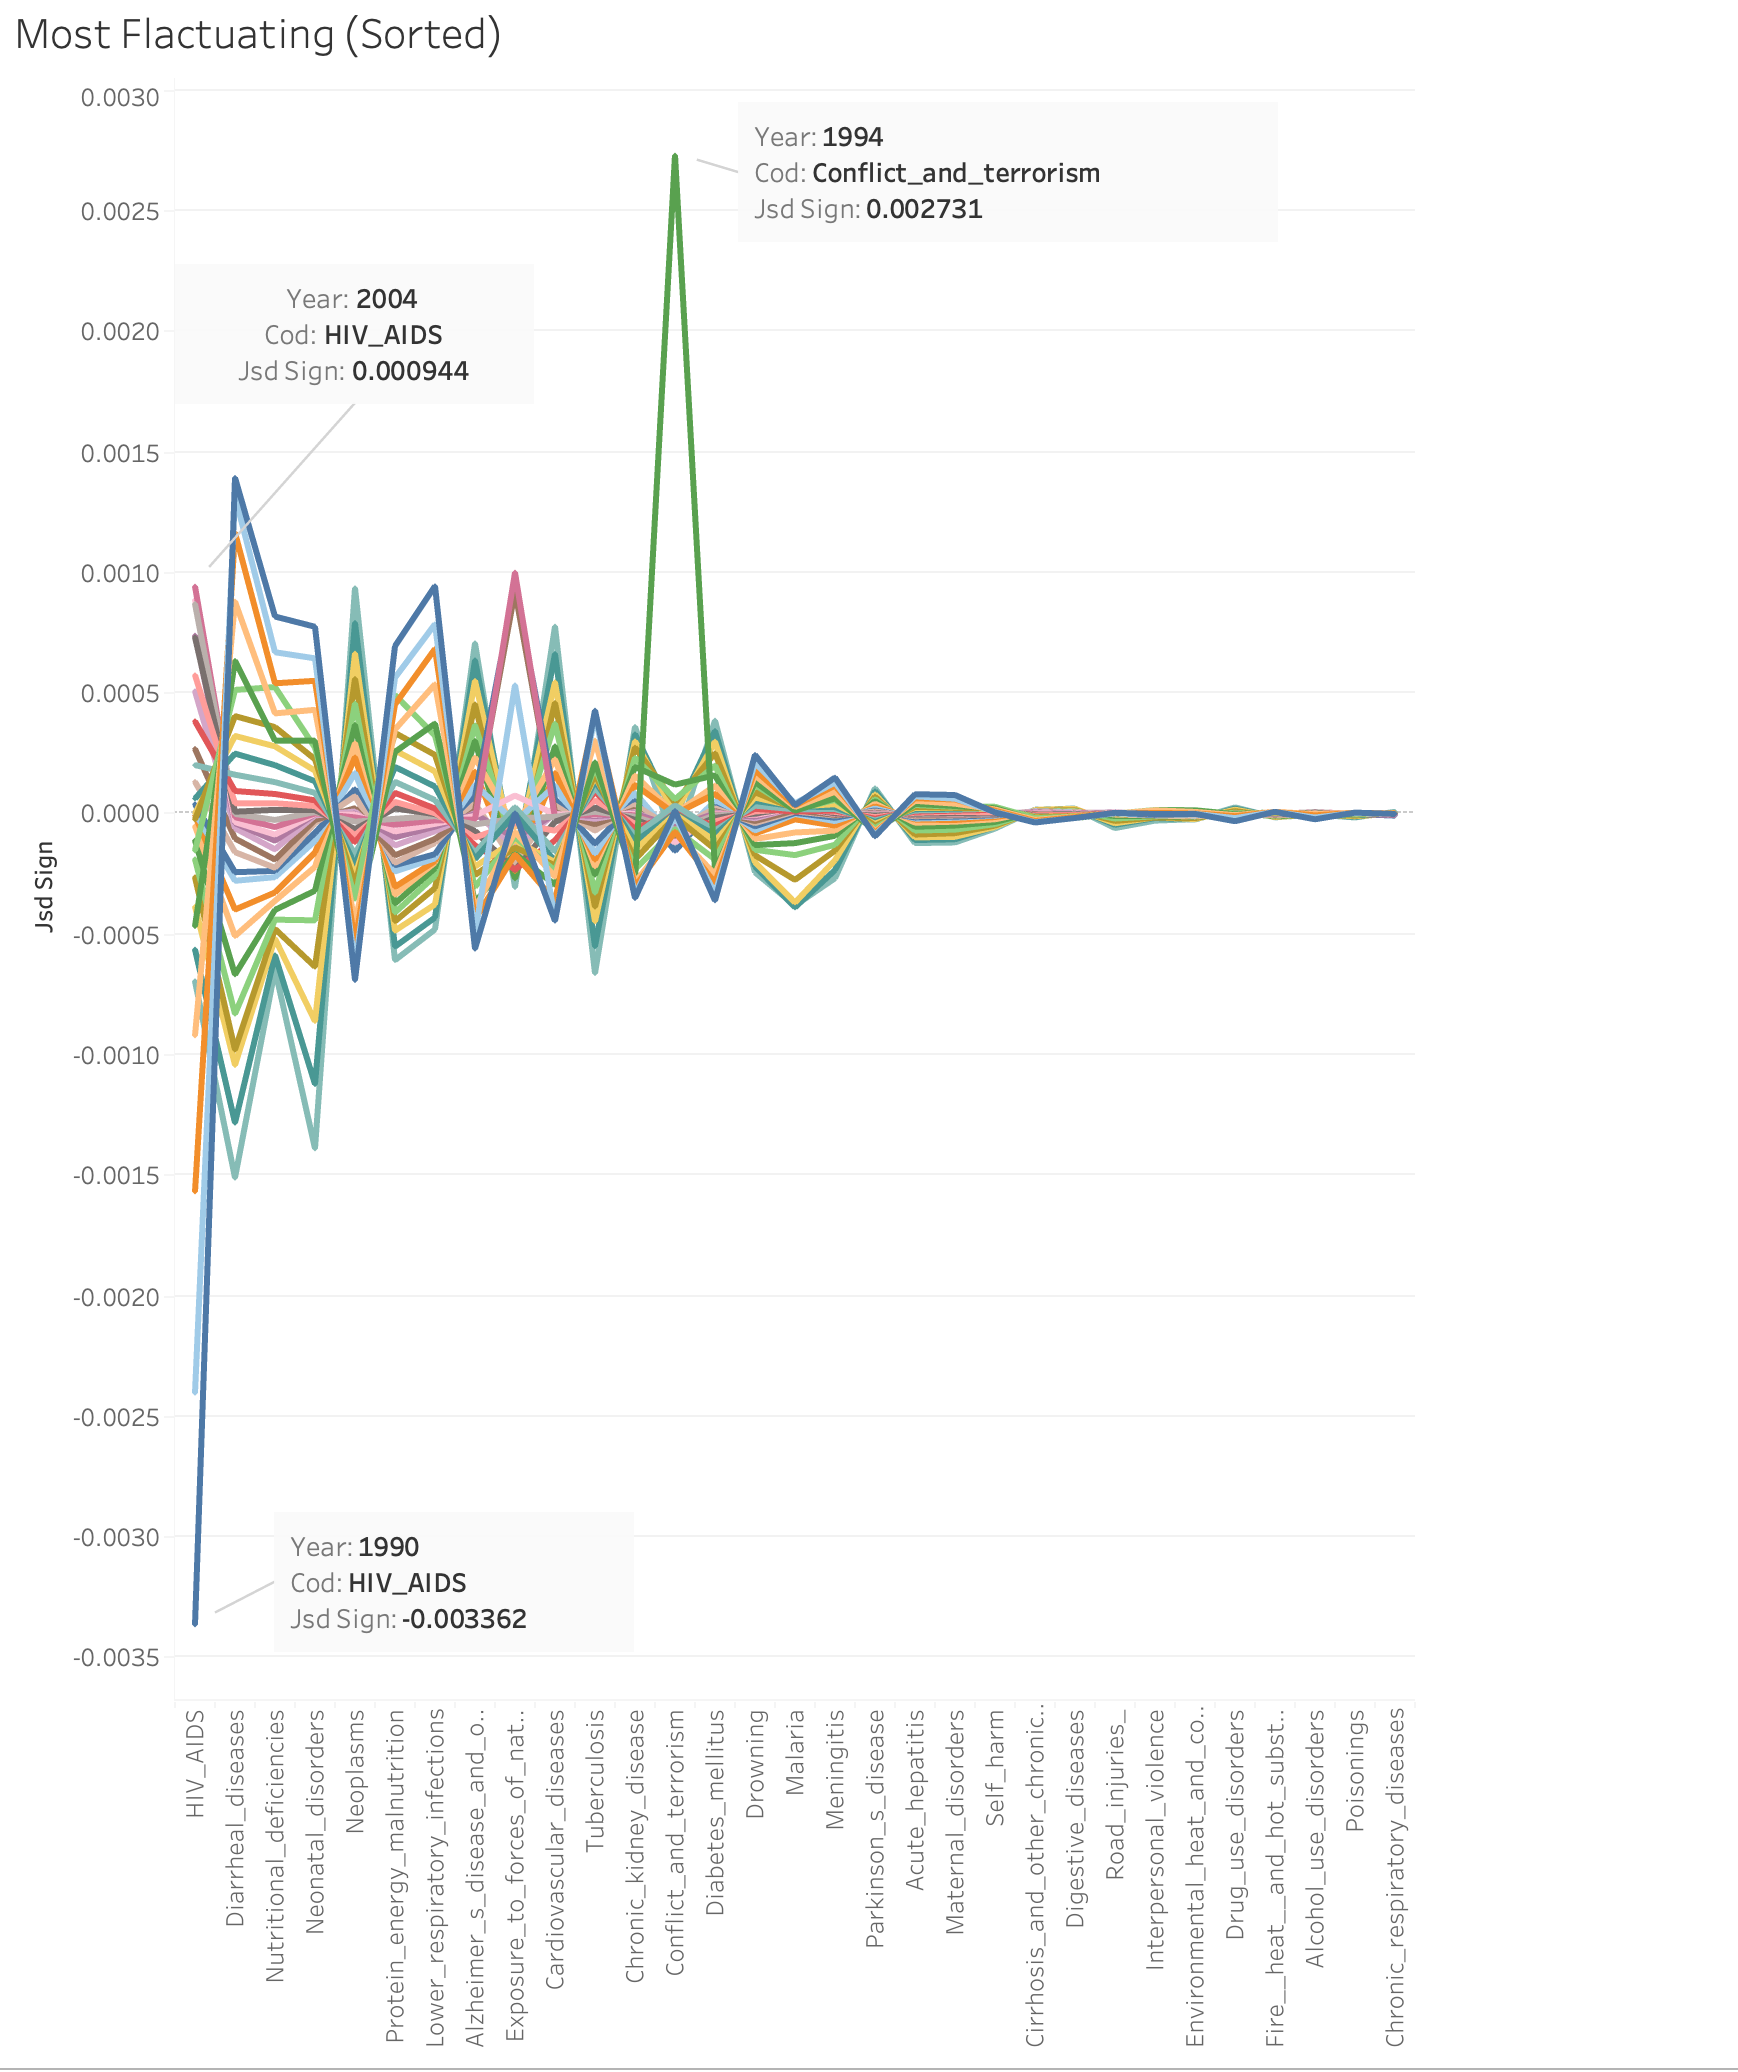 Most Flactuating (Sorted)
0.0030
0.0025
0.0020
0.0015
0.0010
0.0005
0.0000
-0.0005
-0.0010
-0.0015
-0.0020
-0.0025
-0.0030
-0.0035
Jsd Sign
Year: 1994
Cod: Conflict_and_terrorism
Jsd Sign: 0.002731
Year: 2004
Cod: HIV_AIDS
Jsd Sign: 0.000944
Year: 1990
Cod: HIV_AIDS
Jsd Sign: -0.003362
HIV_AIDS
Diarrheal_diseases
Nutritional_deficiencies
Neonatal_disorders
Neoplasms
Protein_energy_malnutrition
Lower_respiratory_infections
Alzheimer_s_disease_and_o..
Exposure_to_forces_of_nat..
Cardiovascular_diseases
Tuberculosis
Chronic_kidney_disease
Conflict_and_terrorism
Diabetes_mellitus
Drowning
Malaria
Meningitis
Parkinson_s_disease
Acute_hepatitis
Maternal_disorders
Self_harm
Cirrhosis_and_other_chronic..
Digestive_diseases
Road_injuries_
Interpersonal_violence
Environmental_heat_and_co..
Drug_use_disorders
Fire__heat__and_hot_subst..
Alcohol_use_disorders
Poisonings
Chronic_respiratory_diseases